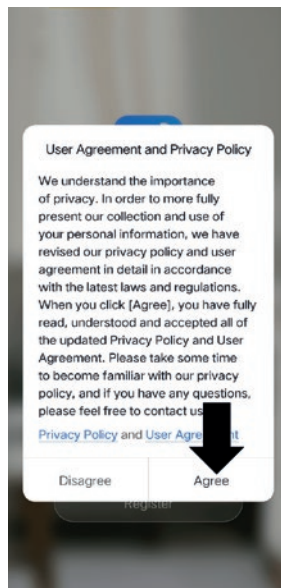 User Agreement and Privacy Policy
We understand the importance
of privacy. In order to more fully
present our collection and use of
your personal information, we have
revised our privacy policy and user
agreement in detail in accordance
with the latest laws and regulations.
When you click [Agree], you have fully
read, understood and accepted all of
the updated Privacy Policy and User
Agreement. Please take some time
to become familiar with our privacy
policy, and if you have any questions,
please feel free to contact us
Privacy Policy and User Agreement
Disagree Agree
Register